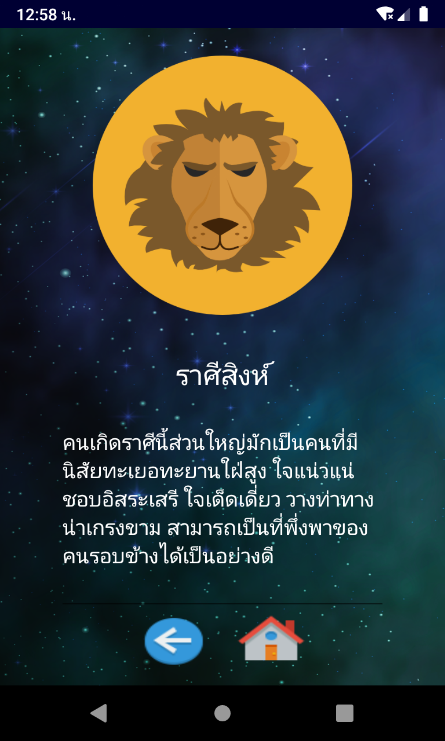 12:58 น.
ราศีสิงห์
คนเกิดราศีนี้ส่วนใหญ่มักเป็นคนที่มี
นิสัยทะเยอทะยานใฝ่สูง ใจแน่วแน่
ชอบอิสระเสรี ใจเด็ดเดี่ยว วางท่าทาง
น่าเกรงขาม สามารถเป็นที่พึ่งพาของ
คนรอบข้างได้เป็นอย่างดี